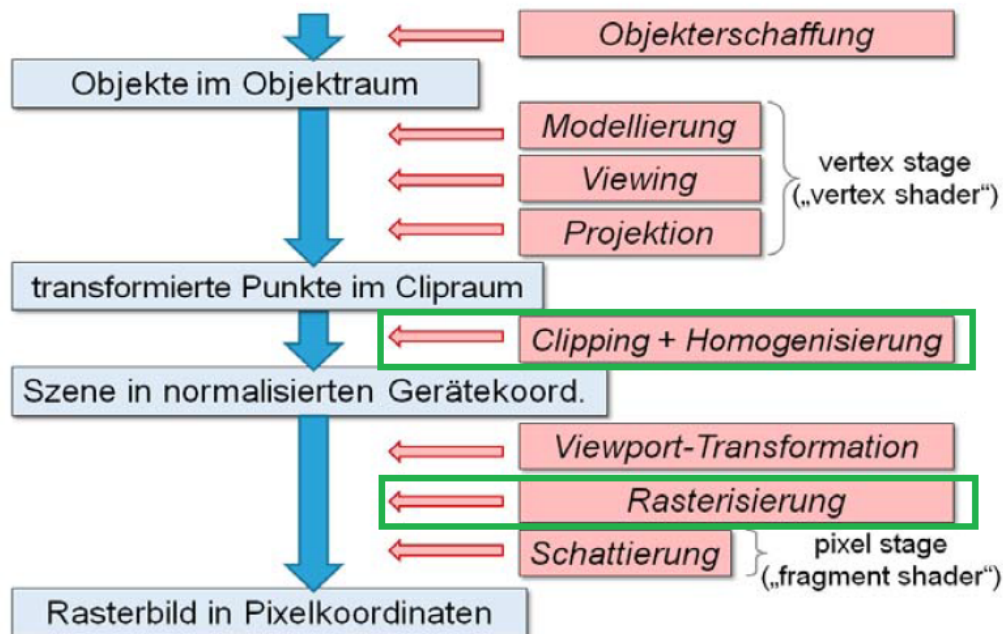 Objekterschaffung
Objekte im Objektraum
Modellierung
Viewing
Projektion
vertex stage
(„vertex shader“)
transformierte Punkte im Clipraum
Clipping + Homogenisierung
Szene in normalisierten Gerätekoord.
Viewport-Transformation
Rasterisierung
Schattierung
pixel stage
(„fragment shader“)
Rasterbild in Pixelkoordinaten